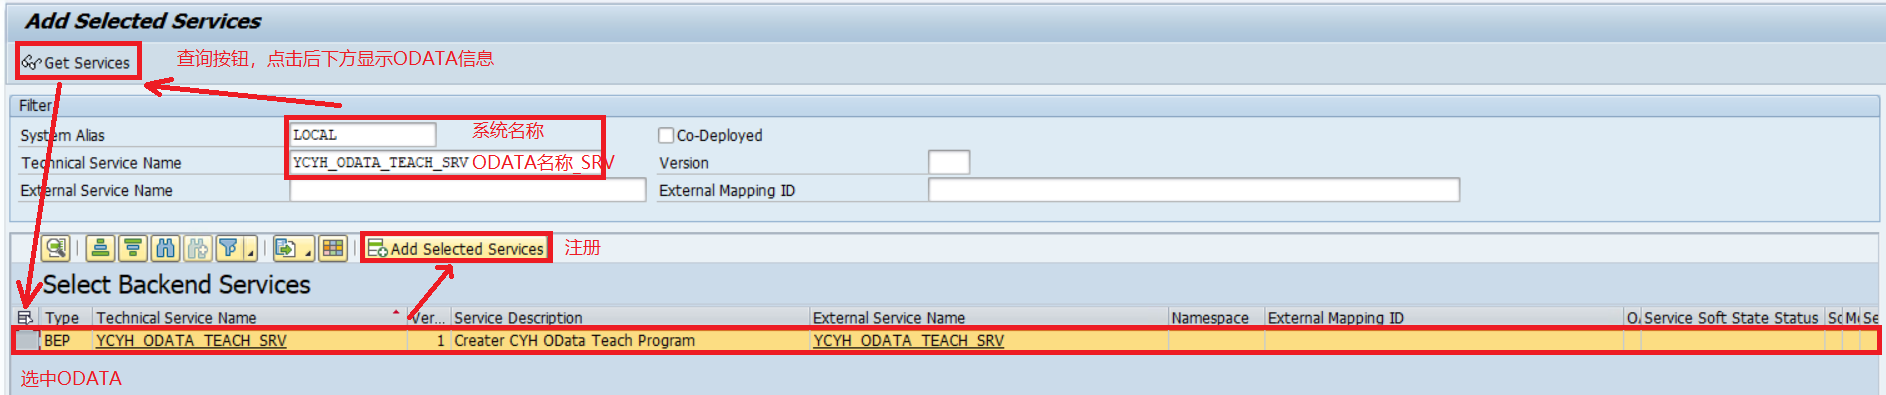 Add Selected Services
Get Services
查询按钮，点击后下方显示ODATA信息
Filter
System Alias LOCAL 系统名称 Co-Deployed
Technical Service Name YCYH_ODATA_TEACH_SRV ODATA名称_SRV Version
External Service Name External Mapping ID
Add Selected Services 注册
Select Backend Services
Type Technical Service Name Ver... Service Description External Service Name Namespace External Mapping ID Service Soft State Status
BEP YCYH_ODATA_TEACH_SRV 1 Creater CYH OData Teach Program YCYH_ODATA_TEACH_SRV
选中ODATA